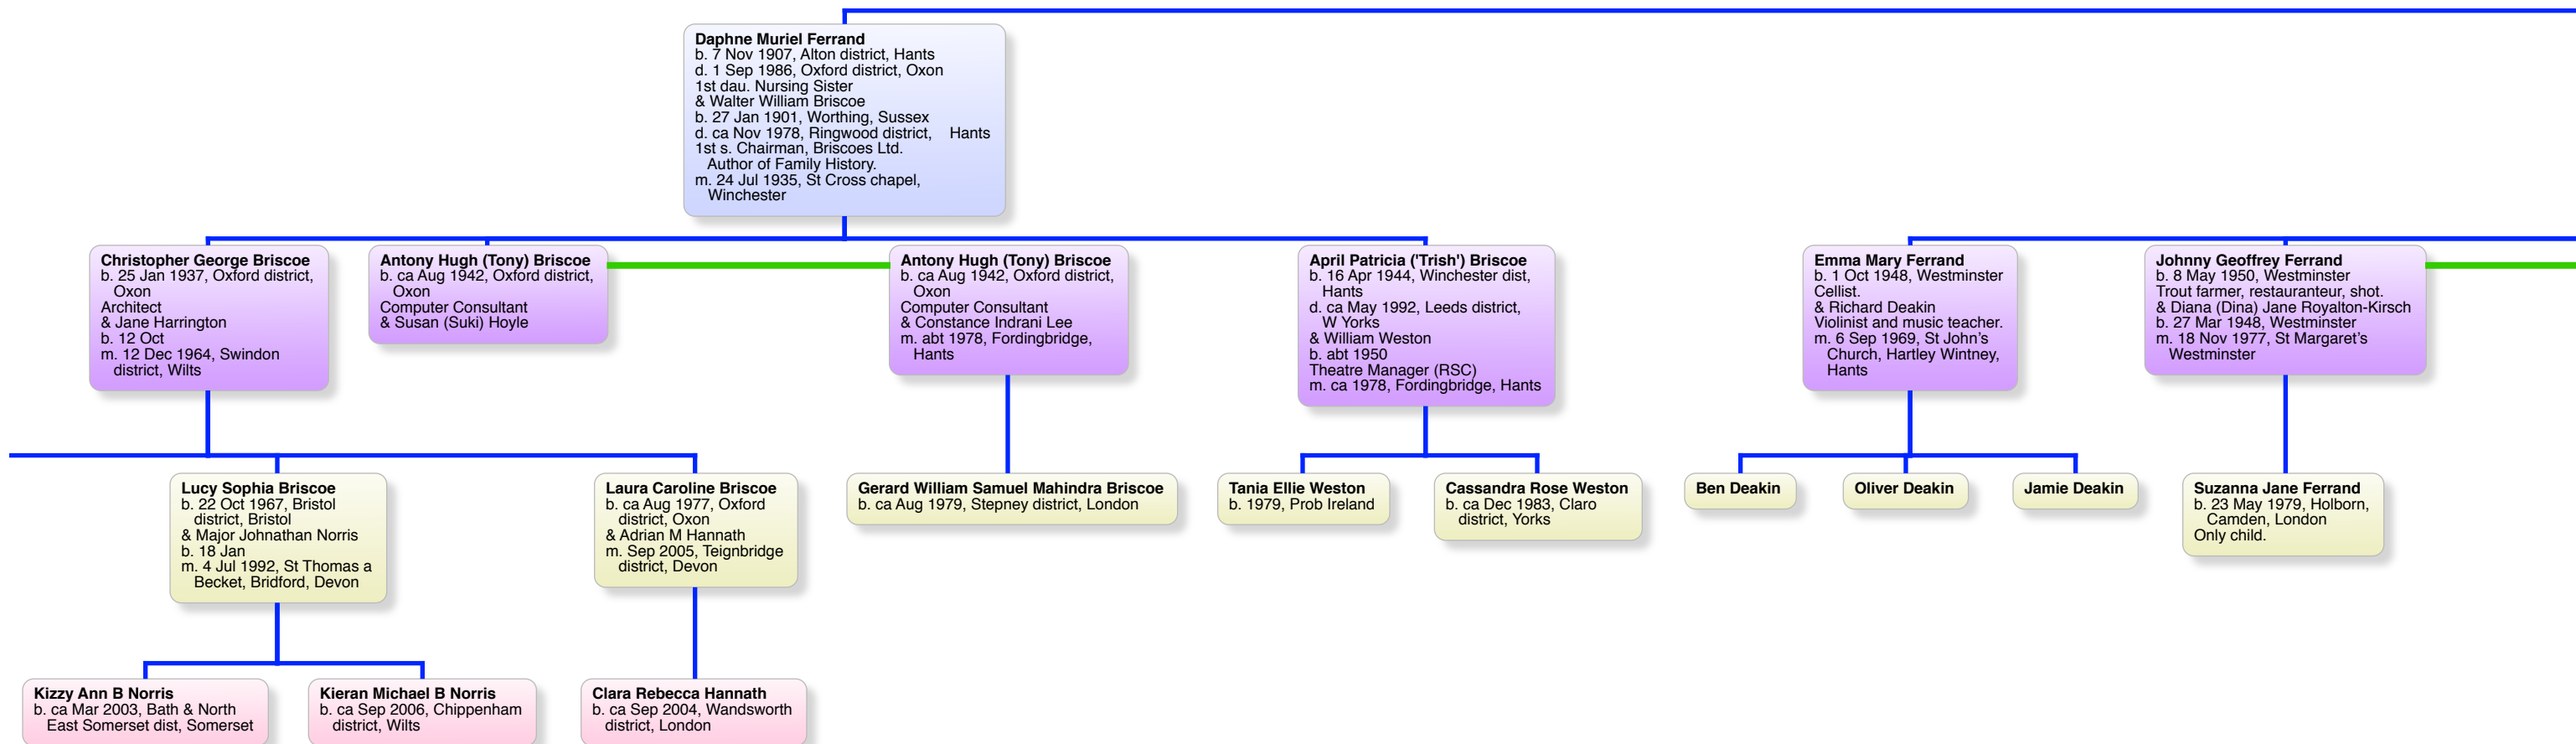 Daphne Muriel Ferrand
b. 7 Nov 1907, Alton district, Hants
d. 1 Sep 1986, Oxford district, Oxon
1st dau. Nursing Sister
& Walter William Briscoe
b. 27 Jan 1901, Worthing, Sussex
d. ca Nov 1978, Ringwood district, Hants
1st s. Chairman, Briscoes Ltd.
Author of Family History.
m. 24 Jul 1935, St Cross chapel,
Winchester
Christopher George Briscoe
b. 25 Jan 1937, Oxford district,
Oxon
Architect
& Jane Harrington
b. 12 Oct
m. 12 Dec 1964, Swindon
district, Wilts
Antony Hugh (Tony) Briscoe
b. ca Aug 1942, Oxford district,
Oxon
Computer Consultant
& Susan (Suki) Hoyle
Antony Hugh (Tony) Briscoe
b. ca Aug 1942, Oxford district,
Oxon
Computer Consultant
& Constance Indrani Lee
m. abt 1978, Fordingbridge,
Hants
April Patricia ('Trish') Briscoe
b. 16 Apr 1944, Winchester dist,
Hants
d. ca May 1992, Leeds district,
W Yorks
& William Weston
b. abt 1950
Theatre Manager (RSC)
m. ca 1978, Fordingbridge, Hants
Emma Mary Ferrand
b. 1 Oct 1948, Westminster
Cellist.
& Richard Deakin
Violinist and music teacher.
m. 6 Sep 1969, St John's
Church, Hartley Wintney,
Hants
Johnny Geoffrey Ferrand
b. 8 May 1950, Westminster
Trout farmer, restauranteur, shot.
& Diana (Dina) Jane Royalton-Kirsch
b. 27 Mar 1948, Westminster
m. 18 Nov 1977, St Margaret's
Westminster
Lucy Sophia Briscoe
b. 22 Oct 1967, Bristol
district, Bristol
& Major Johnathan Norris
b. 18 Jan
m. 4 Jul 1992, St Thomas a
Becket, Bridford, Devon
Laura Caroline Briscoe
b. ca Aug 1977, Oxford
district, Oxon
& Adrian M Hannath
m. Sep 2005, Teignbridge
district, Devon
Gerard William Samuel Mahindra Briscoe
b. ca Aug 1979, Stepney district, London
Tania Ellie Weston
b. 1979, Prob Ireland
Cassandra Rose Weston
b. ca Dec 1983, Claro
district, Yorks
Ben Deakin
Oliver Deakin
Jamie Deakin
Suzanna Jane Ferrand
b. 23 May 1979, Holborn,
Camden, London
Only child.
Kizzy Ann B Norris
b. ca Mar 2003, Bath & North
East Somerset dist, Somerset
Kieran Michael B Norris
b. ca Sep 2006, Chippenham
district, Wilts
Clara Rebecca Hannath
b. ca Sep 2004, Wandsworth
district, London